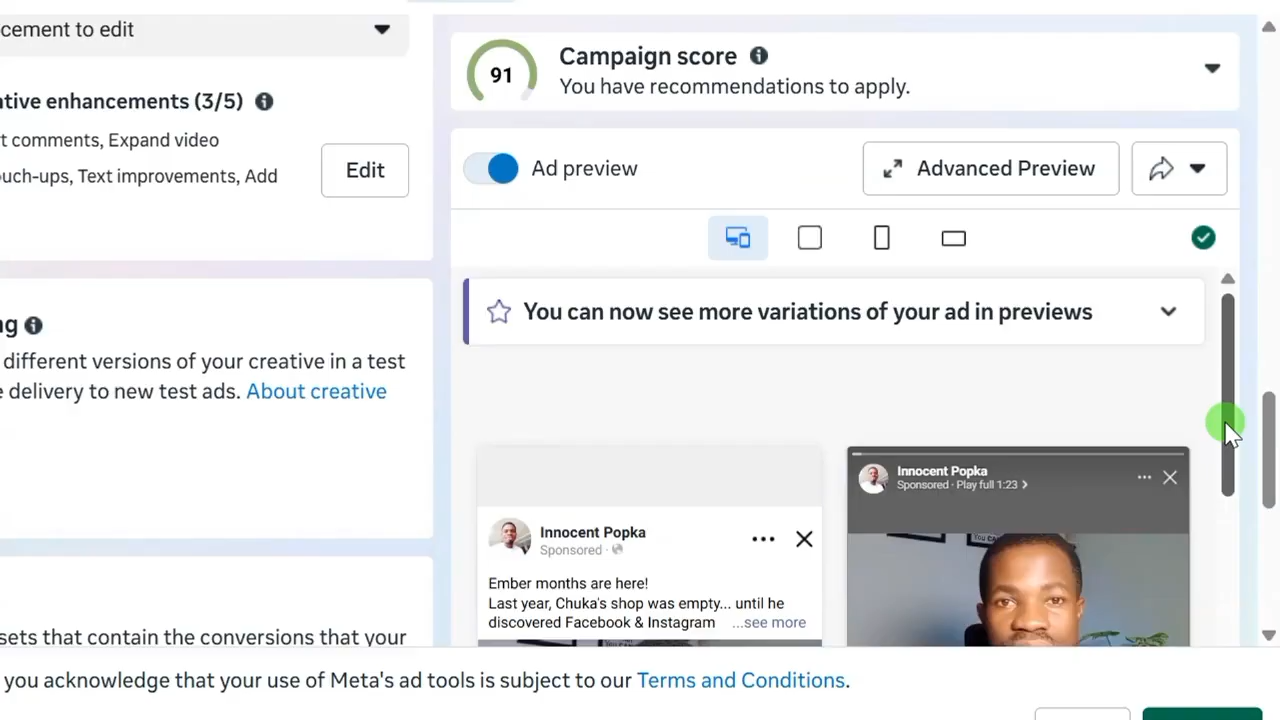 cement to edit
ative enhancements (3/5)
t comments, Expand video
ouch-ups, Text improvements, Add
Edit
ng
different versions of your creative in a test
e delivery to new test ads. About creative
sets that contain the conversions that your
91
Campaign score
You have recommendations to apply.
Ad preview
Advanced Preview
You can now see more variations of your ad in previews
Innocent Popka
Sponsored ·
Ember months are here!
Last year, Chuka's shop was empty... until he
discovered Facebook & Instagram ...see more
Innocent Popka
Sponsored · Play full 1:23
you acknowledge that your use of Meta's ad tools is subject to our Terms and Conditions.